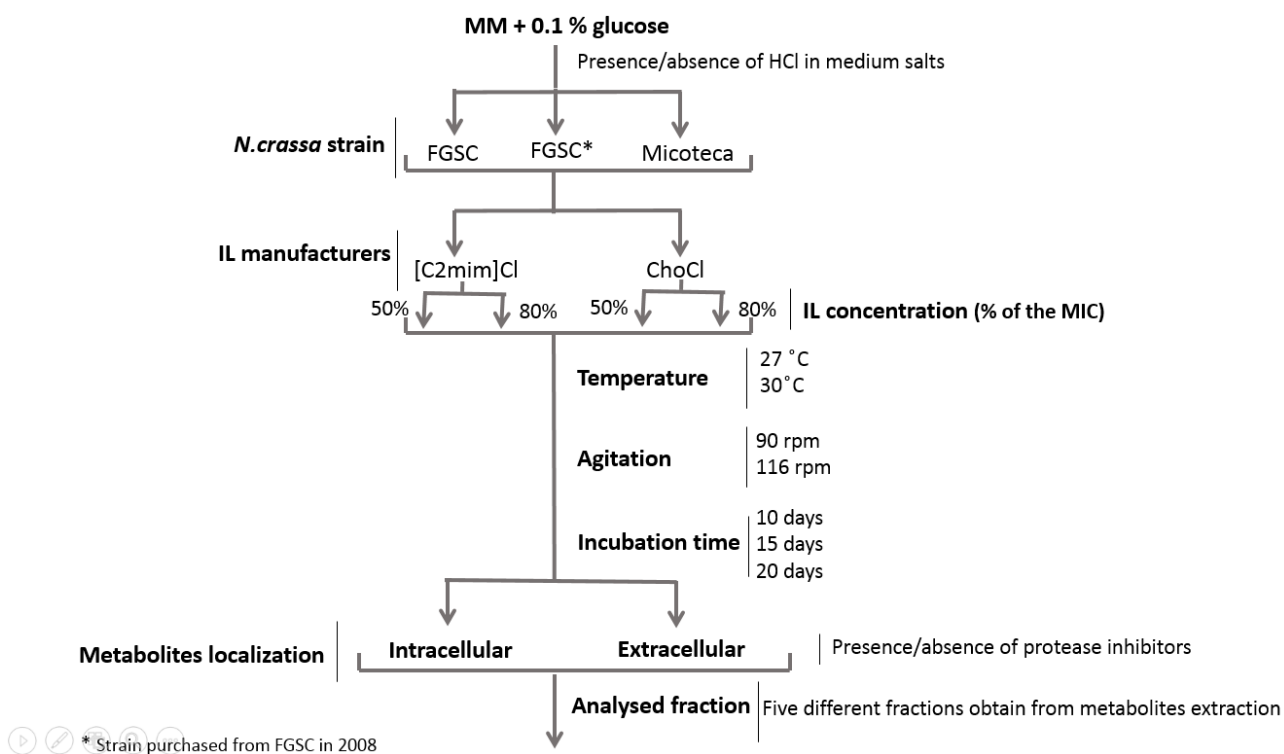 MM + 0.1 % glucose
Presence/absence of HCl in medium salts
N.crassa strain
FGSC
FGSC*
Micoteca
IL manufacturers
[C2mim]Cl
ChoCl
50%
80%
50%
80%
IL concentration (% of the MIC)
Temperature
27 ˚C
30˚C
Agitation
90 rpm
116 rpm
Incubation time
10 days
15 days
20 days
Metabolites localization
Intracellular
Extracellular
Presence/absence of protease inhibitors
Analysed fraction
Five different fractions obtain from metabolites extraction
* Strain purchased from FGSC in 2008